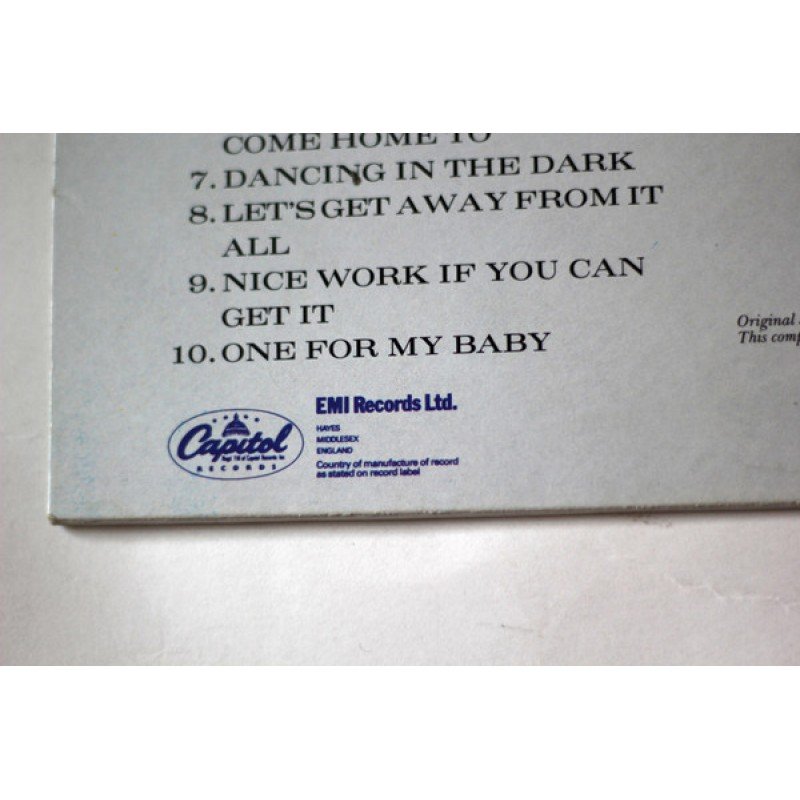 COME HOME TO
7. DANCING IN THE DARK
8. LET'S GET AWAY FROM IT
ALL
9. NICE WORK IF YOU CAN
GET IT
10. ONE FOR MY BABY
Original
This comp
EMI Records Ltd.
HAYES
MIDDLESEX
ENGLAND
Country of manufacture of record
as stated on record label
Capitol
RECORDS